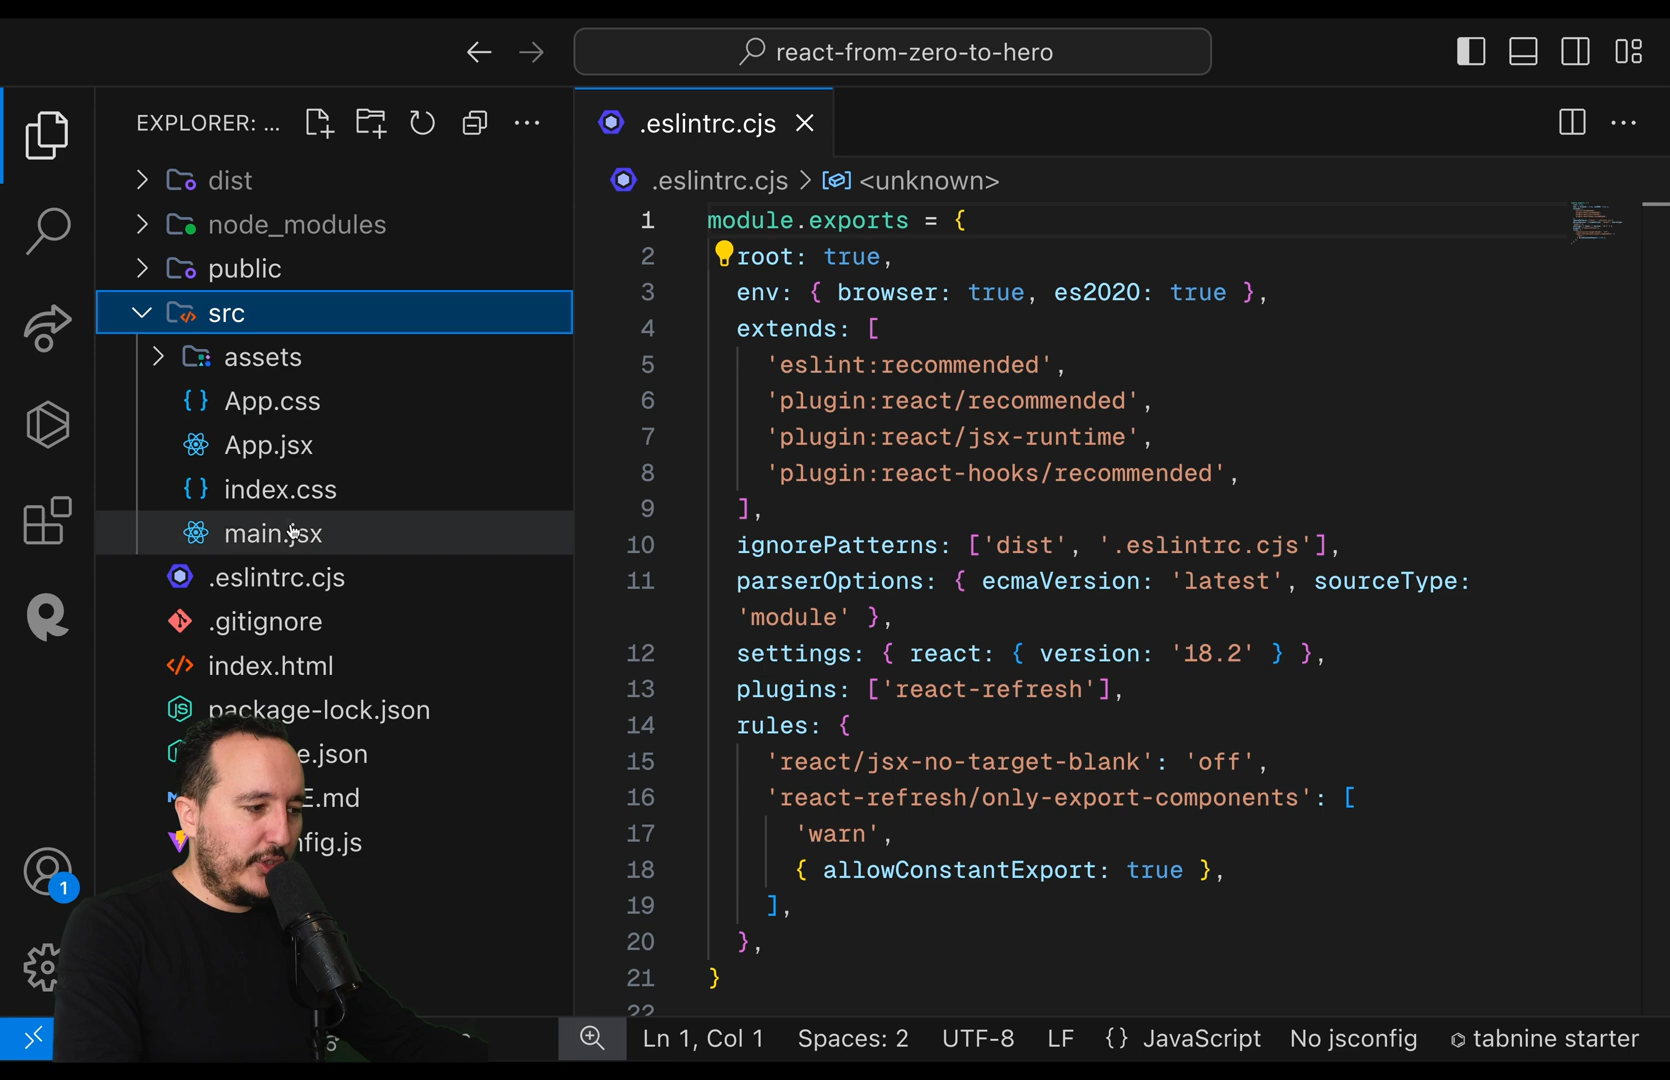 react-from-zero-to-hero
EXPLORER: ...
dist
node_modules
public
src
assets
App.css
App.jsx
index.css
main.jsx
.eslintrc.cjs
.gitignore
index.html
package-lock.json
e.json
E.md
nfig.js
1
.eslintrc.cjs
.eslintrc.cjs > <unknown>
1 module.exports = {
2 root: true,
3 env: { browser: true, es2020: true },
4 extends: [
5 'eslint:recommended',
6 'plugin:react/recommended',
7 'plugin:react/jsx-runtime',
8 'plugin:react-hooks/recommended',
9 ],
10 ignorePatterns: ['dist', '.eslintrc.cjs'],
11 parserOptions: { ecmaVersion: 'latest', sourceType:
'module' },
12 settings: { react: { version: '18.2' } },
13 plugins: ['react-refresh'],
14 rules: {
15 'react/jsx-no-target-blank': 'off',
16 'react-refresh/only-export-components': [
17 'warn',
18 { allowConstantExport: true },
19 ],
20 },
21 }
22
Ln 1, Col 1 Spaces: 2 UTF-8 LF {} JavaScript No jsconfig tabnine starter